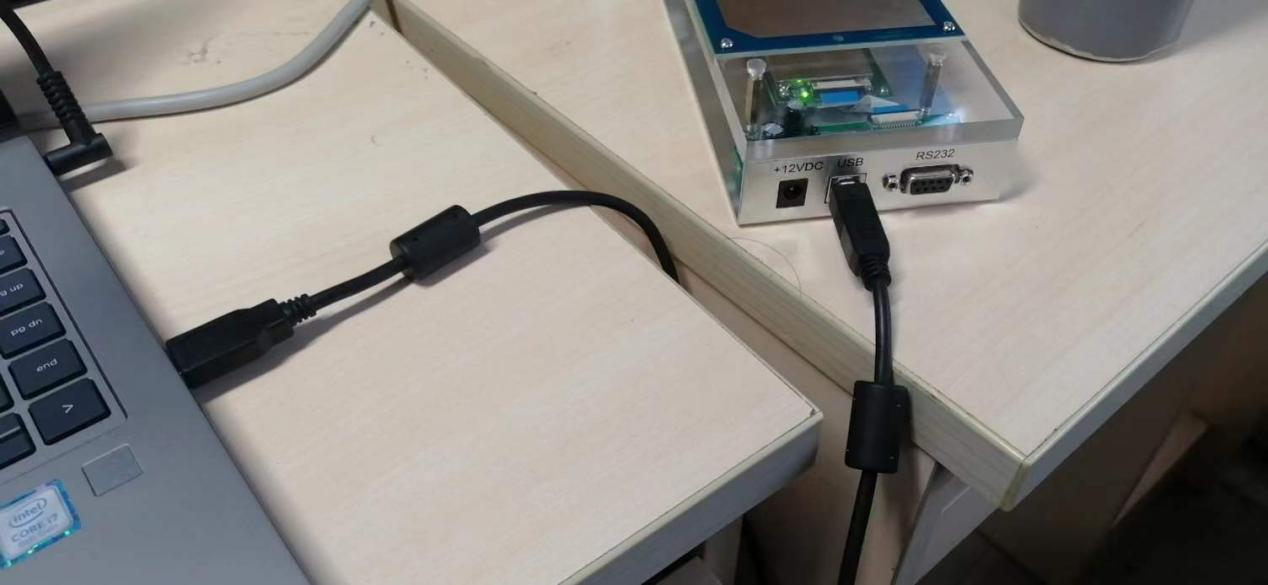 +12VDC
USB
RS232
pg up
pg dn
end
>
intel
CORE i7